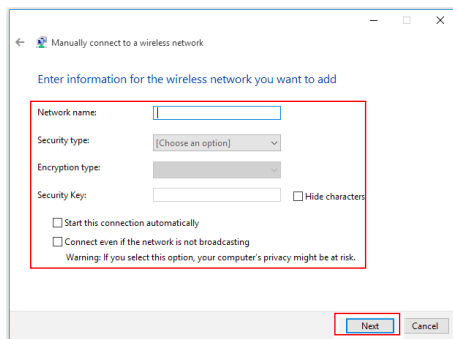 Manually connect to a wireless network
Enter information for the wireless network you want to add
Network name:
Security type:
[Choose an option]
Encryption type:
Security Key:
Hide characters
Start this connection automatically
Connect even if the network is not broadcasting
Warning: If you select this option, your computer's privacy might be at risk.
Next
Cancel